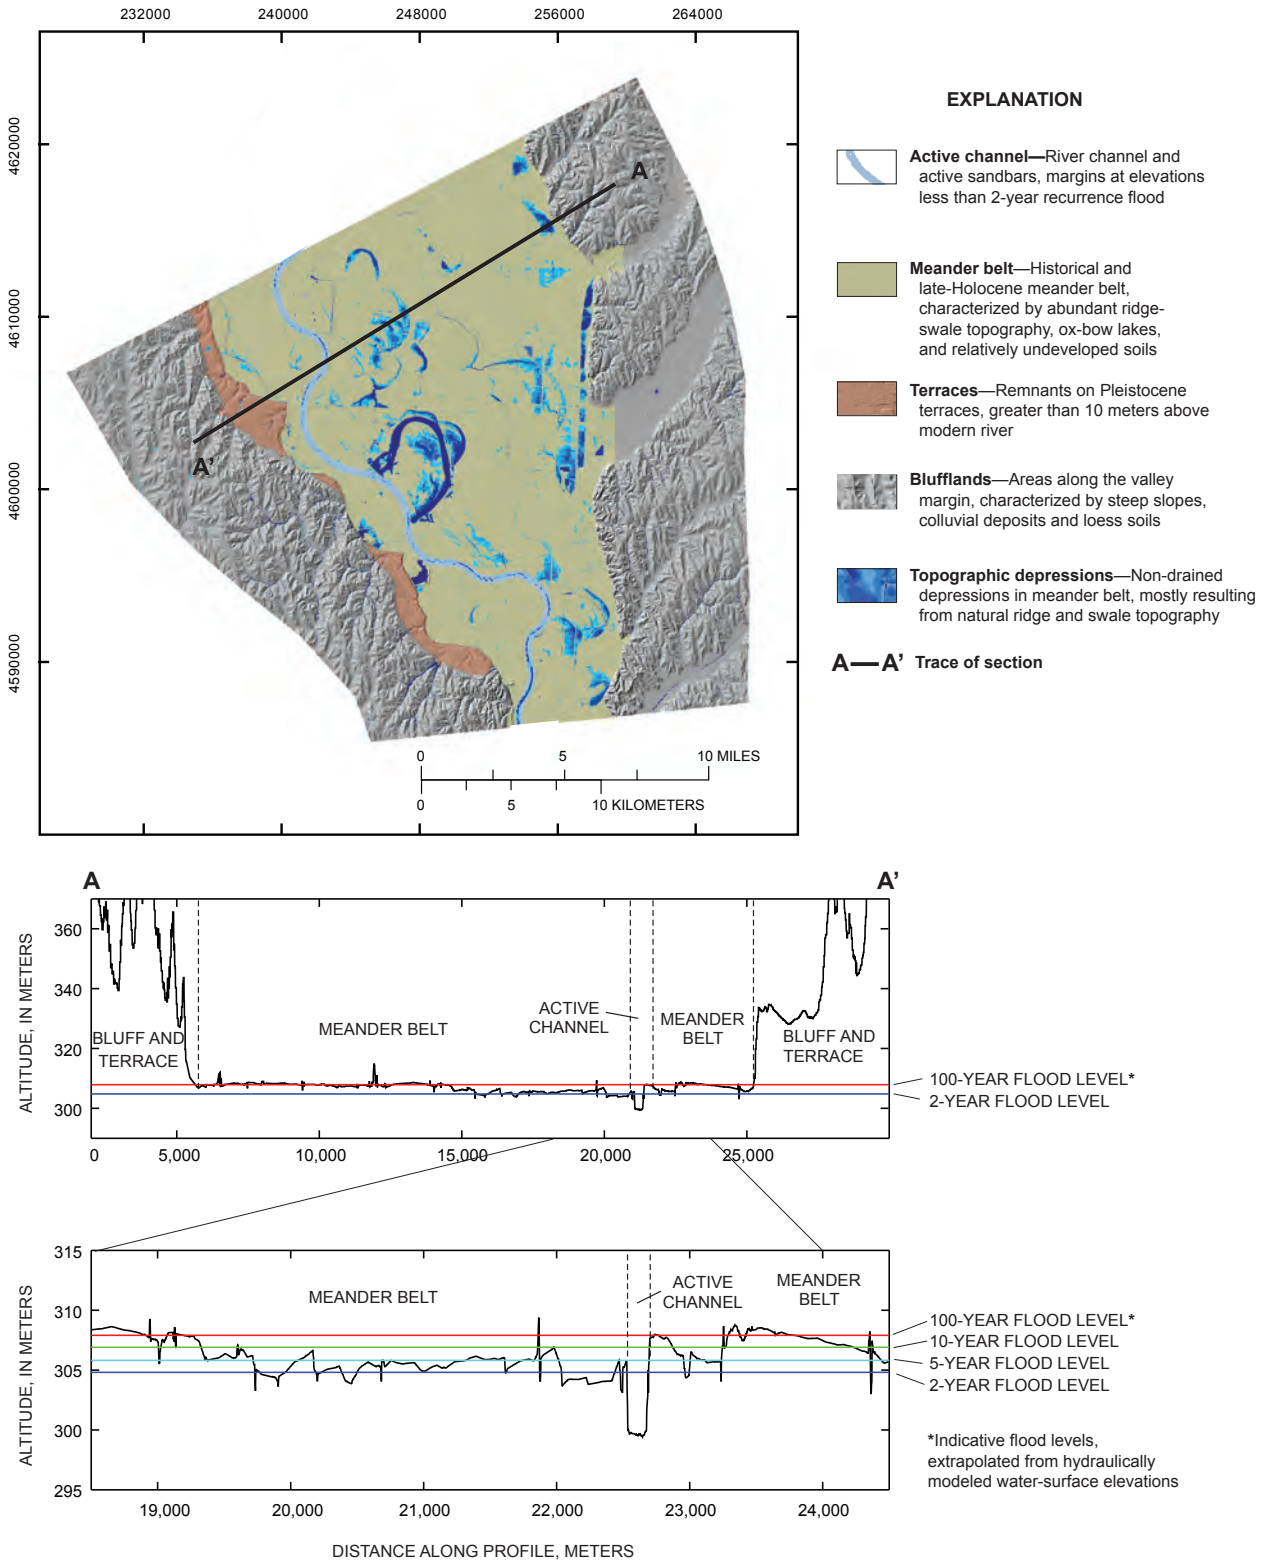 232000 240000 248000 256000 264000
4620000
4610000
4600000
4590000
A
A'
0 5 10 MILES
0 5 10 KILOMETERS
EXPLANATION
Active channel—River channel and
active sandbars, margins at elevations
less than 2-year recurrence flood
Meander belt—Historical and
late-Holocene meander belt,
characterized by abundant ridge-
swale topography, ox-bow lakes,
and relatively undeveloped soils
Terraces—Remnants on Pleistocene
terraces, greater than 10 meters above
modern river
Blufflands—Areas along the valley
margin, characterized by steep slopes,
colluvial deposits and loess soils
Topographic depressions—Non-drained
depressions in meander belt, mostly resulting
from natural ridge and swale topography
A—A' Trace of section
A A'
ALTITUDE, IN METERS
360
340
320
300
BLUFF AND
TERRACE
MEANDER BELT
ACTIVE
CHANNEL
MEANDER
BELT
BLUFF AND
TERRACE
100-YEAR FLOOD LEVEL*
2-YEAR FLOOD LEVEL
0 5,000 10,000 15,000 20,000 25,000
ALTITUDE, IN METERS
315
310
305
300
295
MEANDER BELT
ACTIVE
CHANNEL
MEANDER
BELT
100-YEAR FLOOD LEVEL*
10-YEAR FLOOD LEVEL
5-YEAR FLOOD LEVEL
2-YEAR FLOOD LEVEL
*Indicative flood levels,
extrapolated from hydraulically
modeled water-surface elevations
19,000 20,000 21,000 22,000 23,000 24,000
DISTANCE ALONG PROFILE, METERS